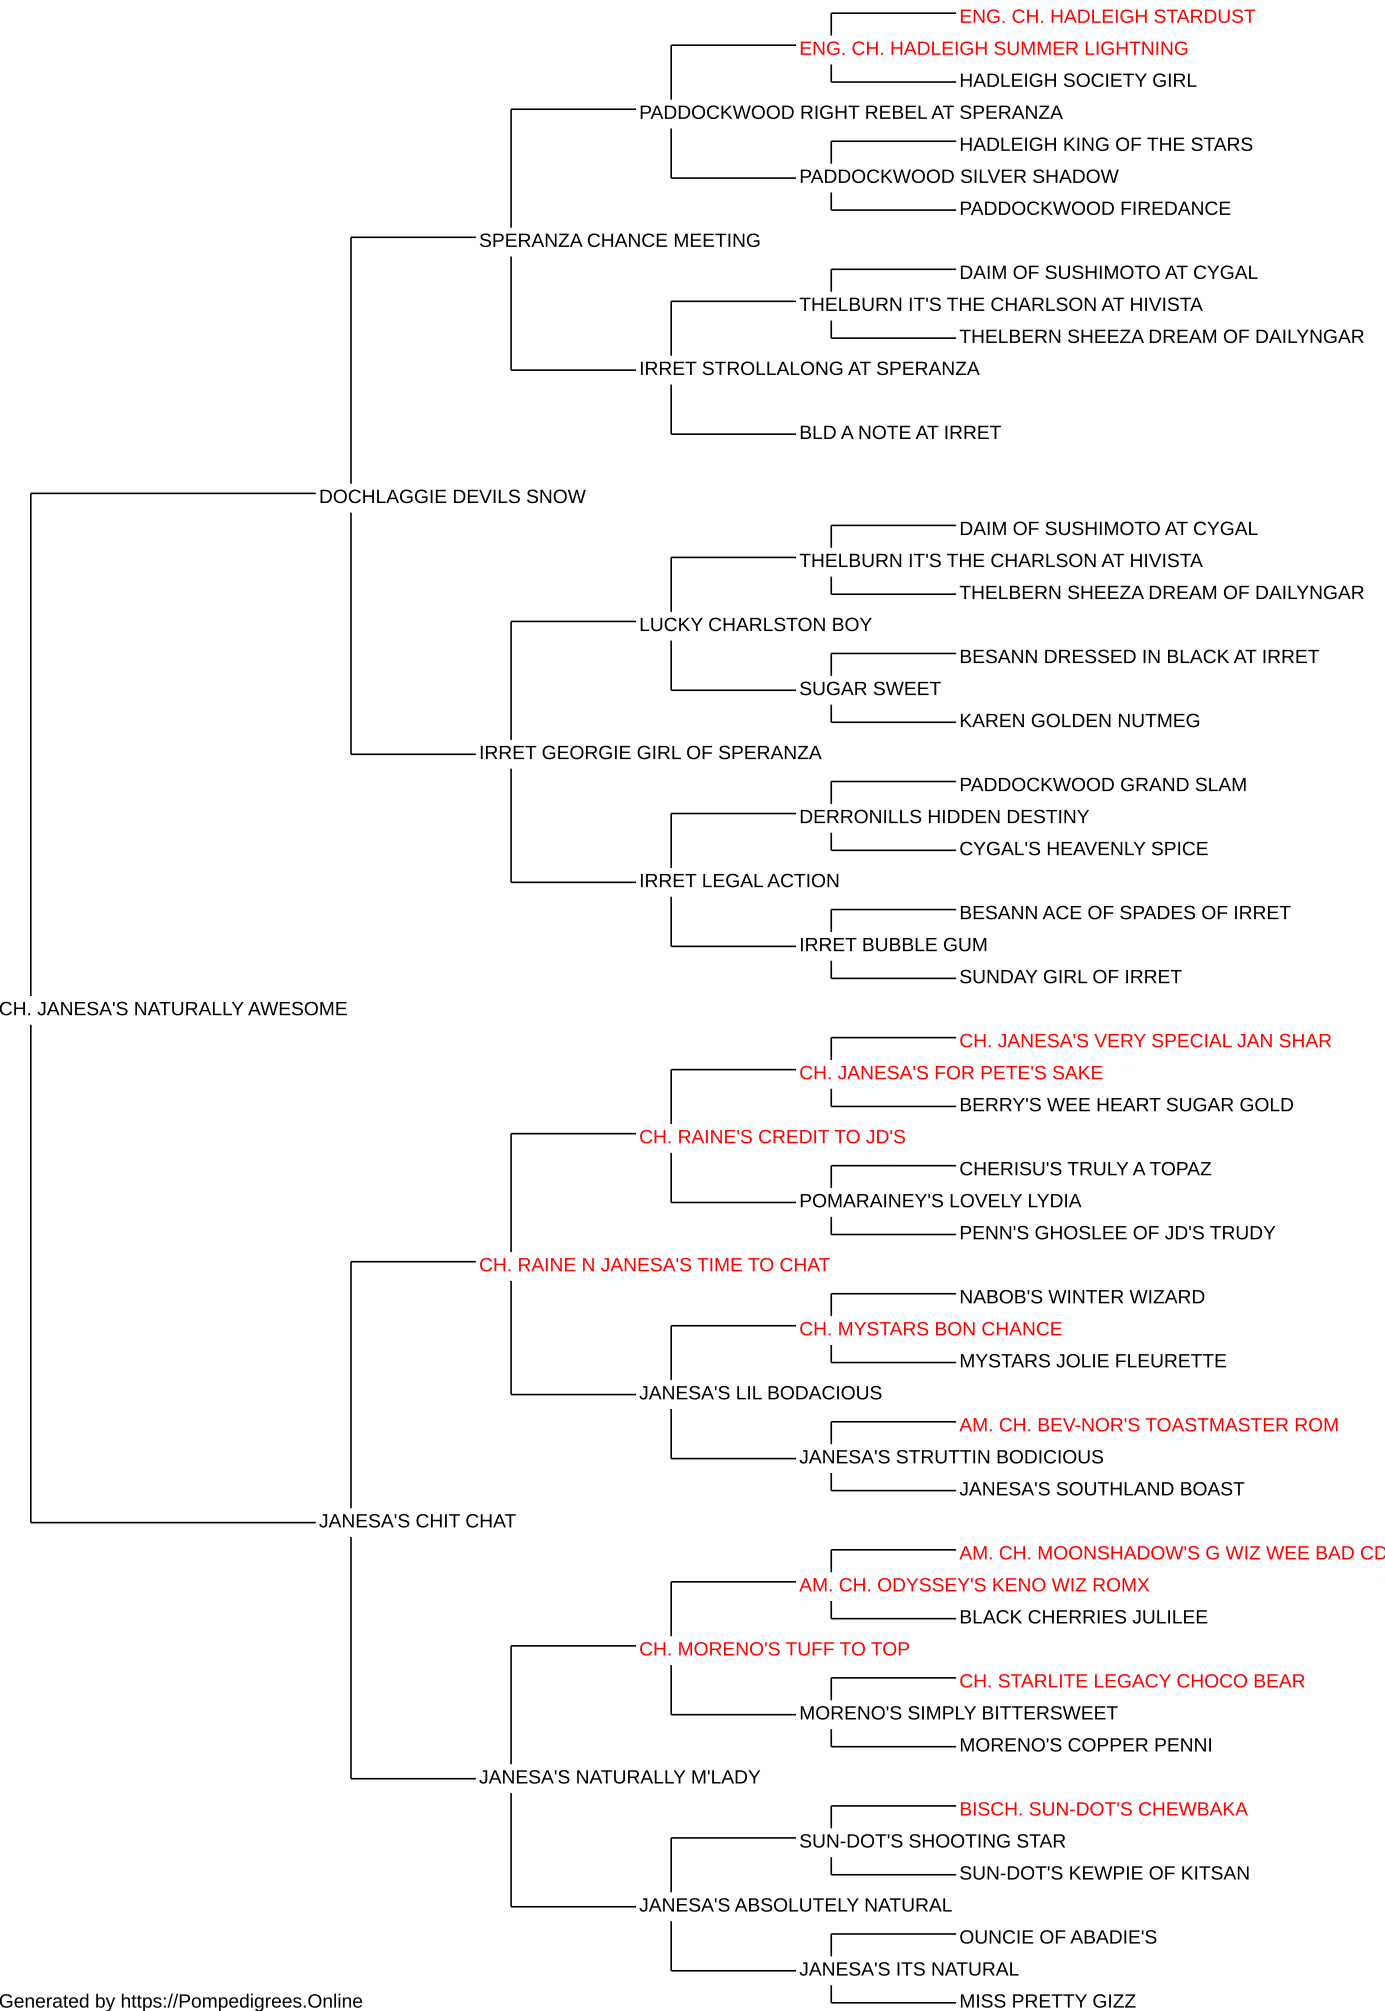 ENG. CH. HADLEIGH STARDUST
ENG. CH. HADLEIGH SUMMER LIGHTNING
HADLEIGH SOCIETY GIRL
PADDOCKWOOD RIGHT REBEL AT SPERANZA
HADLEIGH KING OF THE STARS
PADDOCKWOOD SILVER SHADOW
PADDOCKWOOD FIREDANCE
SPERANZA CHANCE MEETING
DAIM OF SUSHIMOTO AT CYGAL
THELBURN IT'S THE CHARLSON AT HIVISTA
THELBERN SHEEZA DREAM OF DAILYNGAR
IRRET STROLLALONG AT SPERANZA
BLD A NOTE AT IRRET
DOCHLAGGIE DEVILS SNOW
DAIM OF SUSHIMOTO AT CYGAL
THELBURN IT'S THE CHARLSON AT HIVISTA
THELBERN SHEEZA DREAM OF DAILYNGAR
LUCKY CHARLSTON BOY
BESANN DRESSED IN BLACK AT IRRET
SUGAR SWEET
KAREN GOLDEN NUTMEG
IRRET GEORGIE GIRL OF SPERANZA
PADDOCKWOOD GRAND SLAM
DERRONILLS HIDDEN DESTINY
CYGAL'S HEAVENLY SPICE
IRRET LEGAL ACTION
BESANN ACE OF SPADES OF IRRET
IRRET BUBBLE GUM
SUNDAY GIRL OF IRRET
CH. JANESA'S NATURALLY AWESOME
CH. JANESA'S VERY SPECIAL JAN SHAR
CH. JANESA'S FOR PETE'S SAKE
BERRY'S WEE HEART SUGAR GOLD
CH. RAINE'S CREDIT TO JD'S
CHERISU'S TRULY A TOPAZ
POMARAINEY'S LOVELY LYDIA
PENN'S GHOSLEE OF JD'S TRUDY
CH. RAINE N JANESA'S TIME TO CHAT
NABOB'S WINTER WIZARD
CH. MYSTARS BON CHANCE
MYSTARS JOLIE FLEURETTE
JANESA'S LIL BODACIOUS
AM. CH. BEV-NOR'S TOASTMASTER ROM
JANESA'S STRUTTIN BODICIOUS
JANESA'S SOUTHLAND BOAST
JANESA'S CHIT CHAT
AM. CH. MOONSHADOW'S G WIZ WEE BAD CD
AM. CH. ODYSSEY'S KENO WIZ ROMX
BLACK CHERRIES JULILEE
CH. MORENO'S TUFF TO TOP
CH. STARLITE LEGACY CHOCO BEAR
MORENO'S SIMPLY BITTERSWEET
MORENO'S COPPER PENNI
JANESA'S NATURALLY M'LADY
BISCH. SUN-DOT'S CHEWBAKA
SUN-DOT'S SHOOTING STAR
SUN-DOT'S KEWPIE OF KITSAN
JANESA'S ABSOLUTELY NATURAL
OUNCIE OF ABADIE'S
JANESA'S ITS NATURAL
MISS PRETTY GIZZ
Generated by https://Pompedigrees.Online